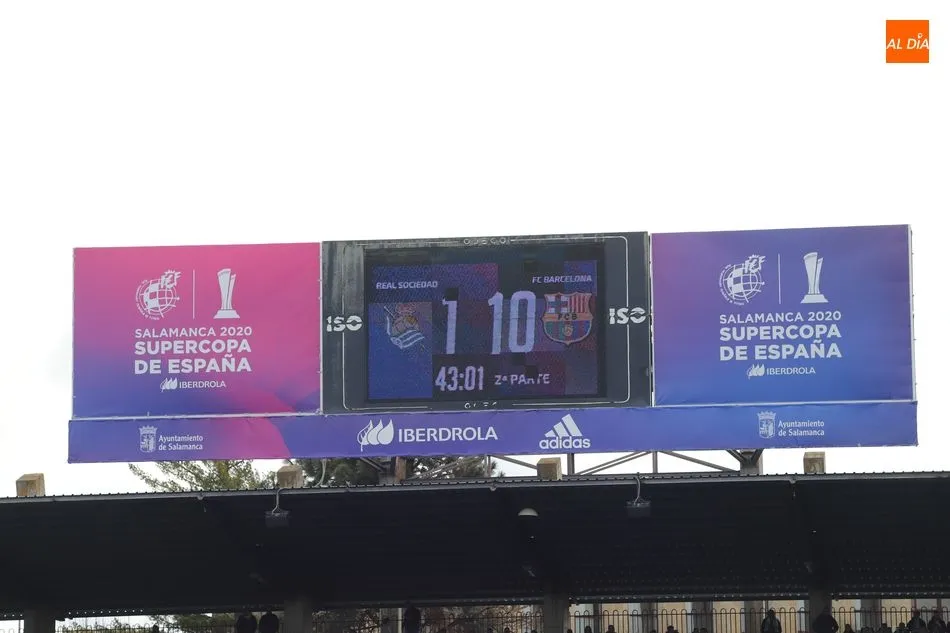 AL DÍA
SALAMANCA 2020
SUPERCOPA
DE ESPAÑA
IBERDROLA
ISO
REAL SOCIEDAD
FC BARCELONA
1 10
FCB
43:01 2ª PARTE
ISO
SALAMANCA 2020
SUPERCOPA
DE ESPAÑA
IBERDROLA
Ayuntamiento
de Salamanca
IBERDROLA
adidas
Ayuntamiento
de Salamanca